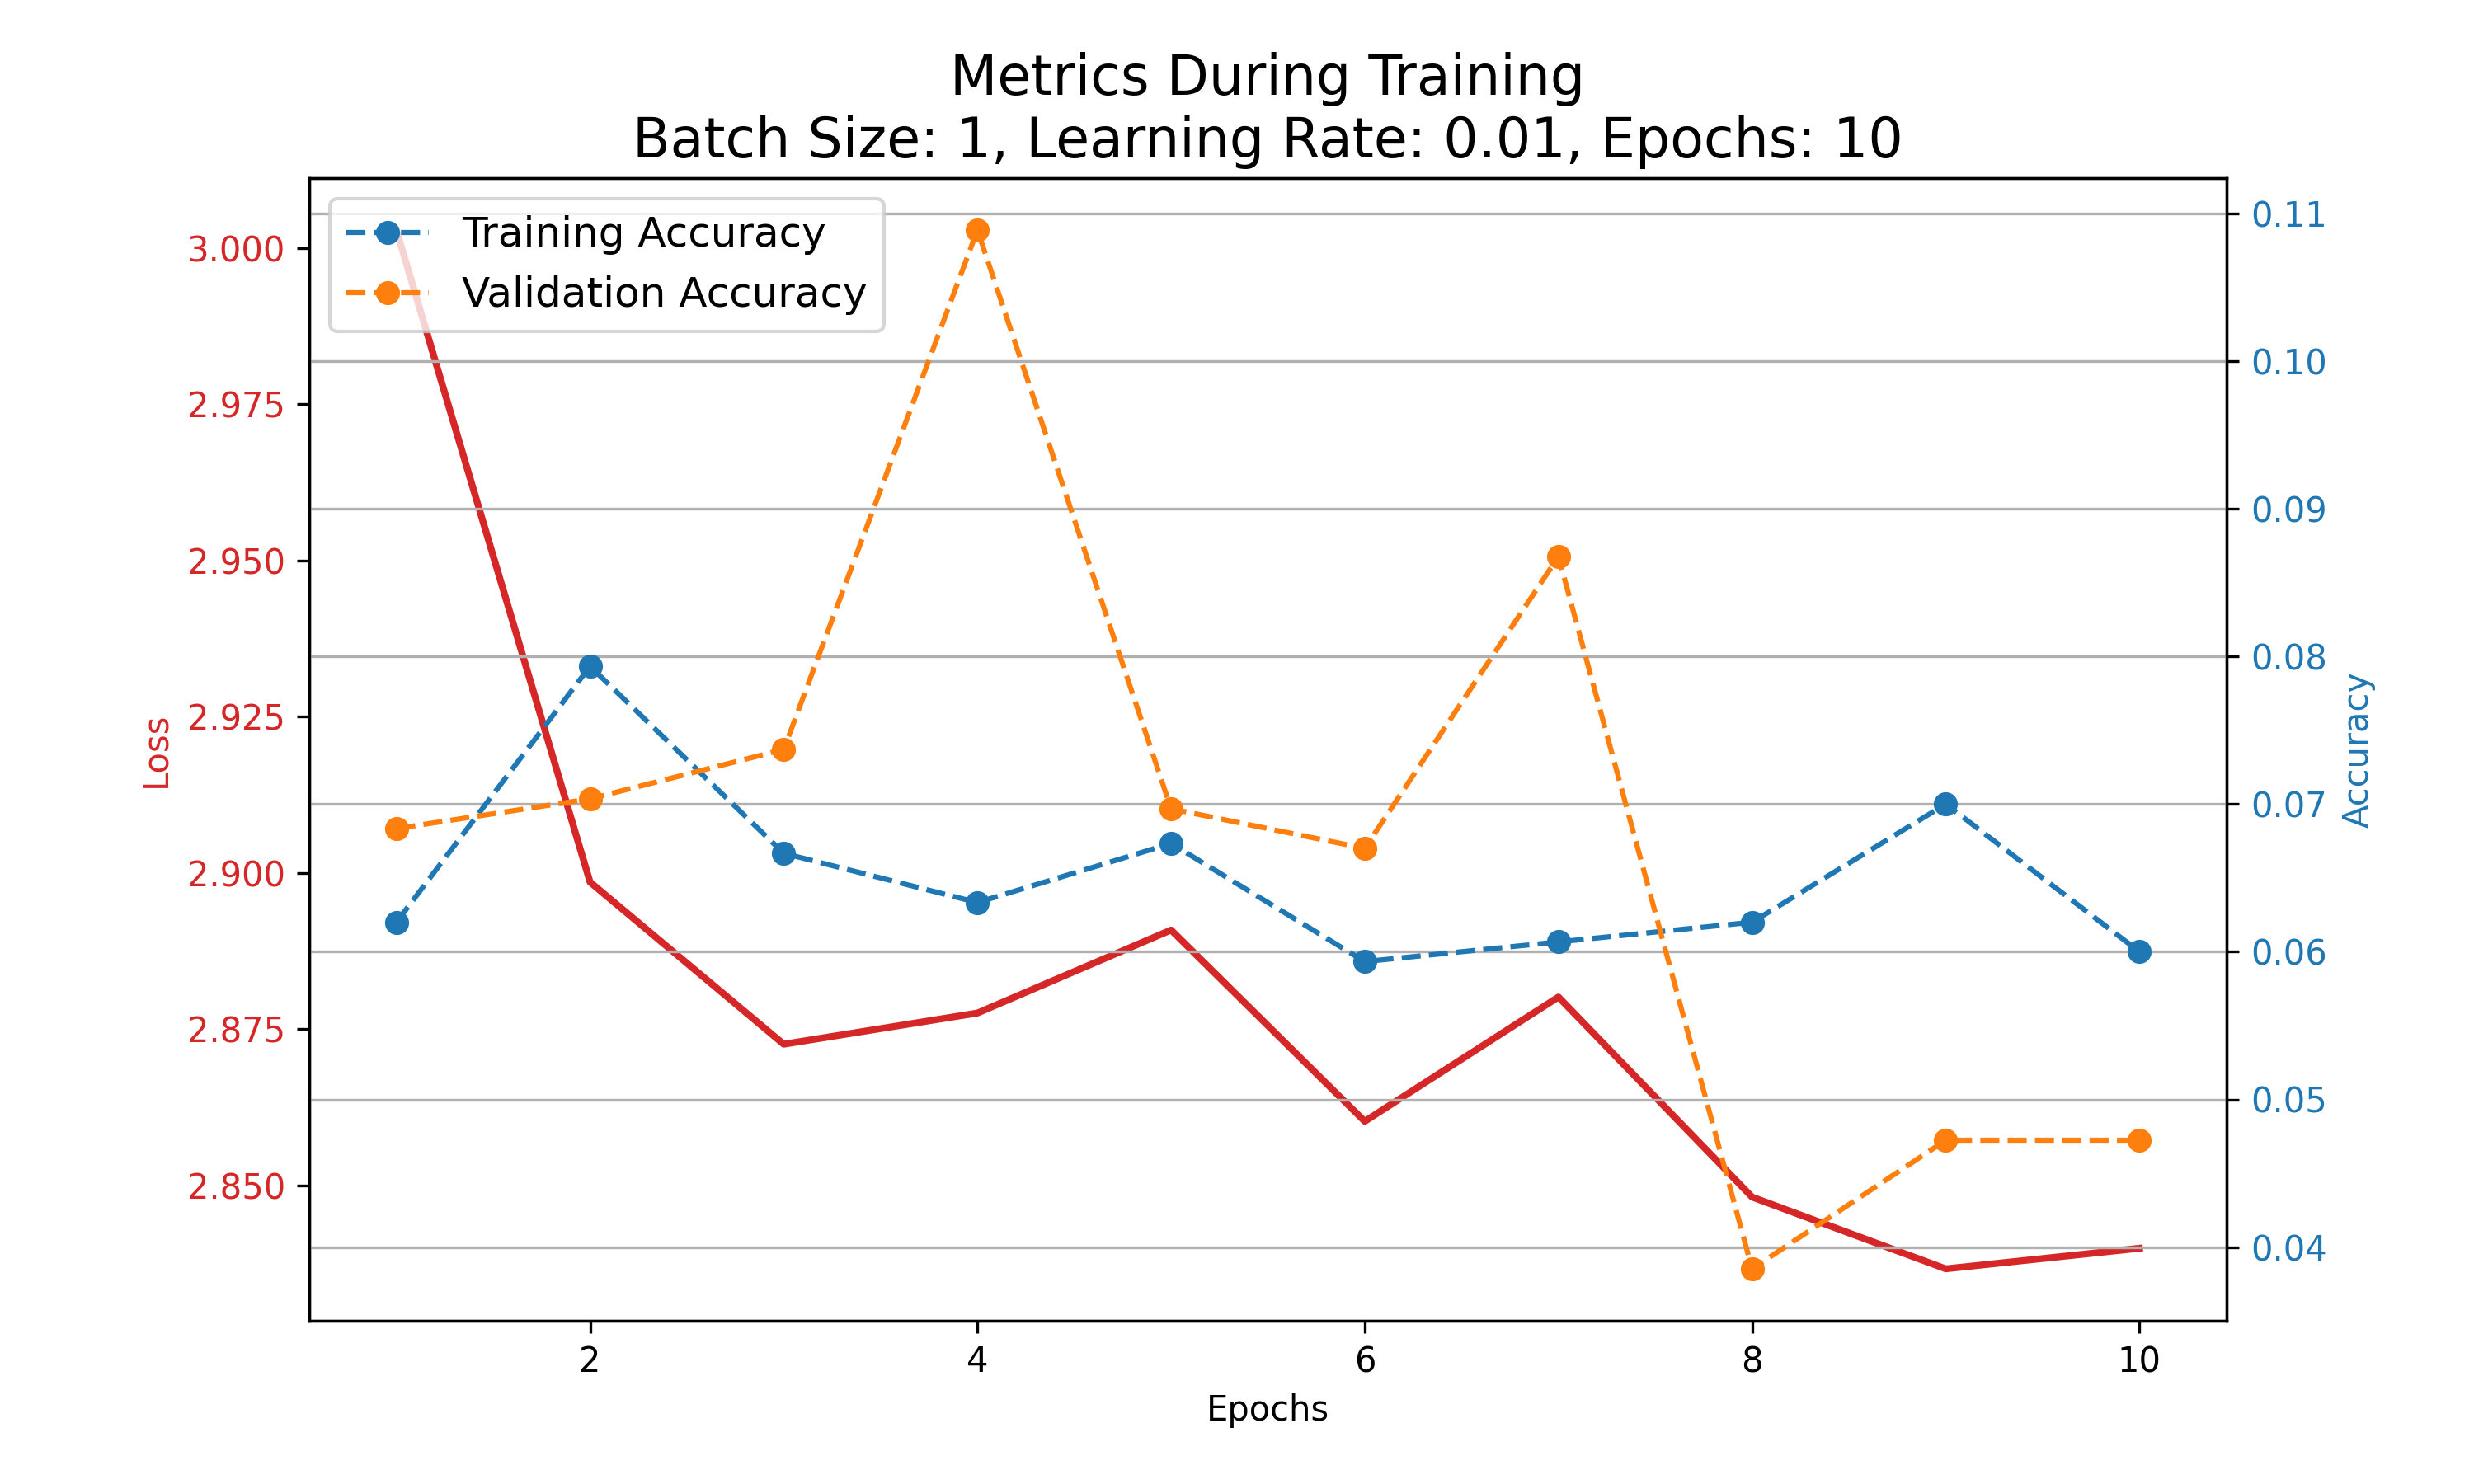 Metrics During Training
Batch Size: 1, Learning Rate: 0.01, Epochs: 10
Training Accuracy
Validation Accuracy
3.000
2.975
2.950
2.925
2.900
2.875
2.850
Loss
0.11
0.10
0.09
0.08
0.07
0.06
0.05
0.04
Accuracy
2 4 6 8 10
Epochs